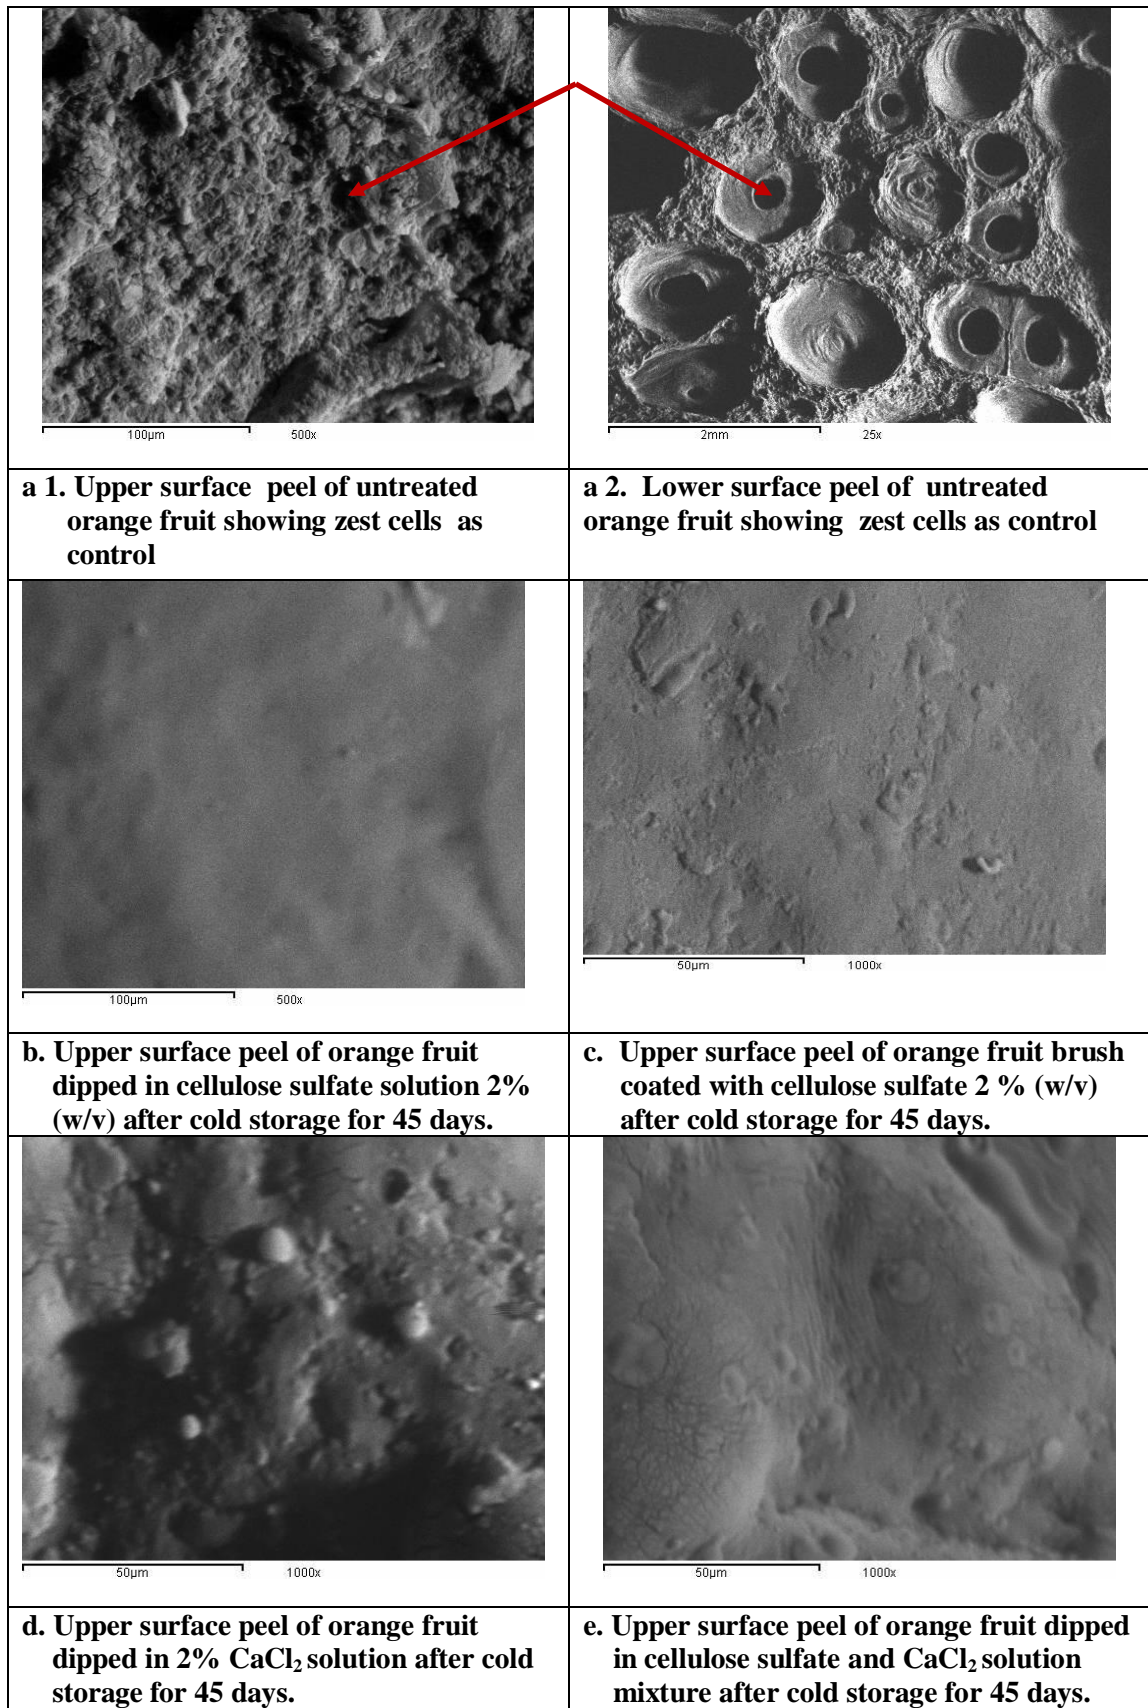 100µm 500x
2mm 25x
a 1. Upper surface peel of untreated
orange fruit showing zest cells as
control
a 2. Lower surface peel of untreated
orange fruit showing zest cells as control
100µm 500x
50µm 1000x
b. Upper surface peel of orange fruit
dipped in cellulose sulfate solution 2%
(w/v) after cold storage for 45 days.
c. Upper surface peel of orange fruit brush
coated with cellulose sulfate 2 % (w/v)
after cold storage for 45 days.
50µm 1000x
50µm 1000x
d. Upper surface peel of orange fruit
dipped in 2% CaCl₂ solution after cold
storage for 45 days.
e. Upper surface peel of orange fruit dipped
in cellulose sulfate and CaCl₂ solution
mixture after cold storage for 45 days.